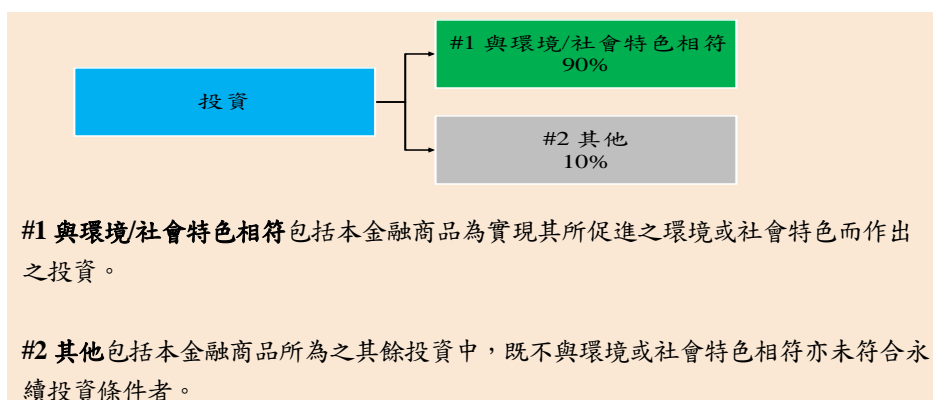 #1 與環境/社會特色相符
90%
投資
#2 其他
10%
#1 與環境/社會特色相符包括本金融商品為實現其所促進之環境或社會特色而作出
之投資。
#2 其他包括本金融商品所為之其餘投資中，既不與環境或社會特色相符亦未符合永
續投資條件者。